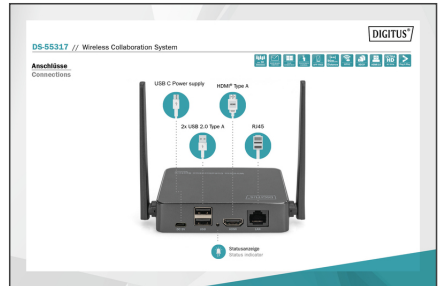 DIGITUS®
DS-55317 // Wireless Collaboration System
Anschlüsse
Connections
USB C Power supply
HDMI® Type A
2x USB 2.0 Type A
RJ45
Statusanzeige
Status indicator